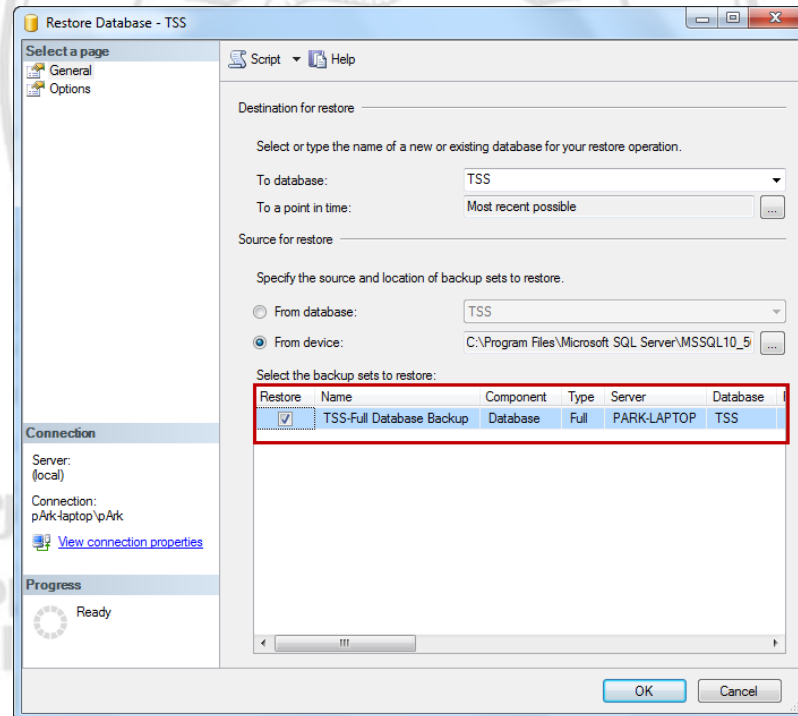 Restore Database - TSS
Select a page
General
Options
Script Help
Destination for restore
Select or type the name of a new or existing database for your restore operation.
To database: TSS
To a point in time: Most recent possible
...
Source for restore
Specify the source and location of backup sets to restore.
From database: TSS
From device: C:\Program Files\Microsoft SQL Server\MSSQL10_5
...
Select the backup sets to restore:
Restore Name Component Type Server Database
TSS-Full Database Backup Database Full PARK-LAPTOP TSS
Connection
Server:
(local)
Connection:
pArk-laptop\pArk
View connection properties
Progress
Ready
OK Cancel